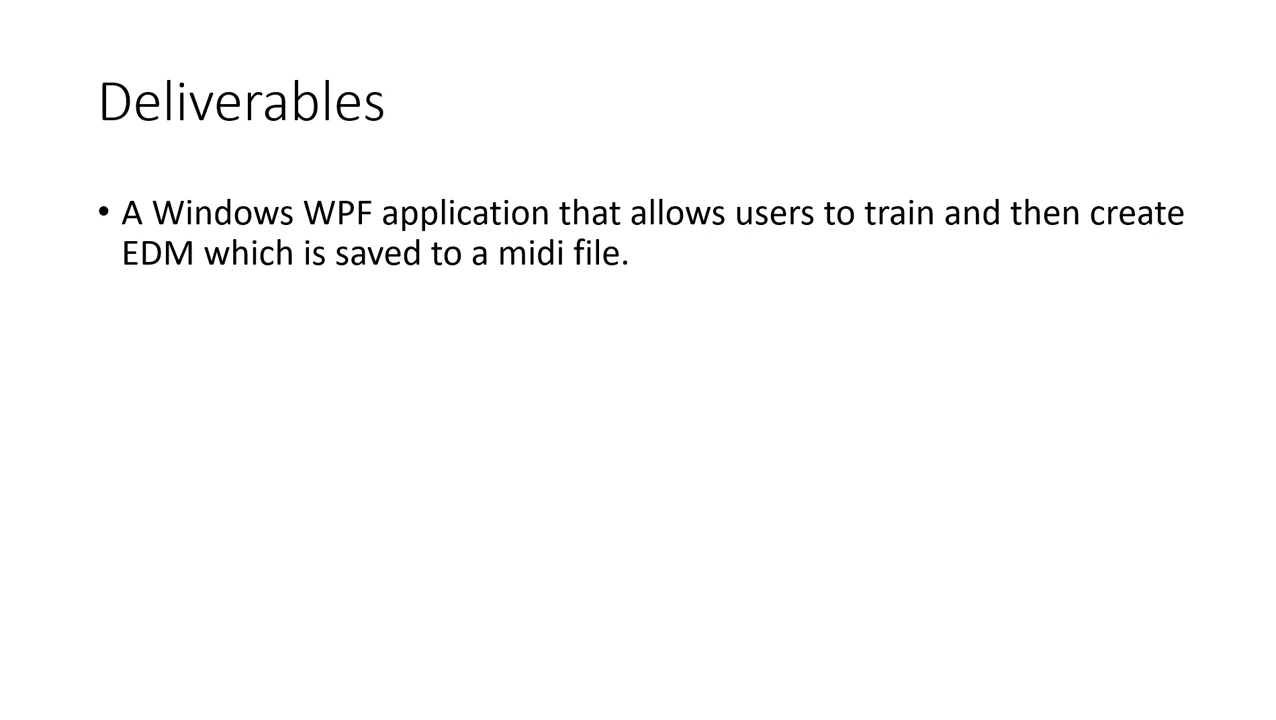 Deliverables
• A Windows WPF application that allows users to train and then create
EDM which is saved to a midi file.